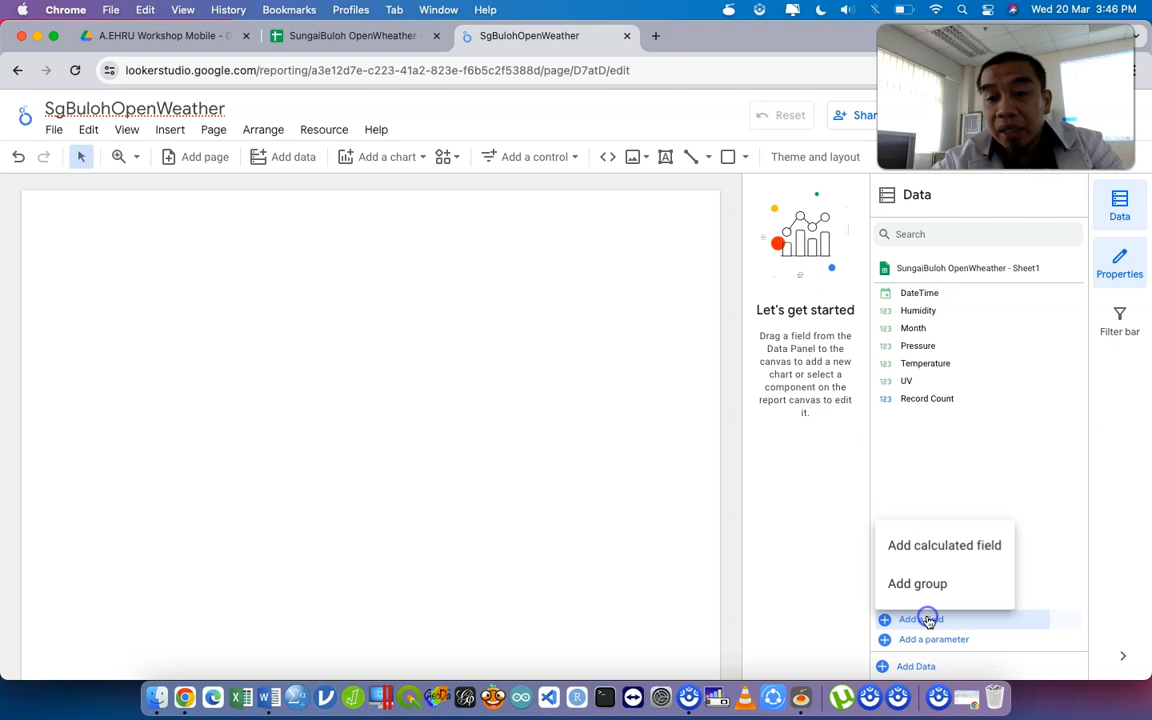 Chrome File Edit View History Bookmarks Profiles Tab Window Help Wed 20 Mar 3:46 PM
A.EHRU Workshop Mobile - G SungaiBuloh OpenWheather - SgBulohOpenWeather
lookerstudio.google.com/reporting/a3e12d7e-c223-41a2-823e-f6b5c2f5388d/page/D7atD/edit
SgBulohOpenWeather
File Edit View Insert Page Arrange Resource Help
Reset Shar
Add page Add data Add a chart Add a control Theme and layout
Data
Search
SungaiBuloh OpenWheather - Sheet1
DateTime
Humidity
Month
Pressure
Temperature
UV
Record Count
Let's get started
Drag a field from the
Data Panel to the
canvas to add a new
chart or select a
component on the
report canvas to edit
it.
Data
Properties
Filter bar
Add calculated field
Add group
Add a parameter
Add Data